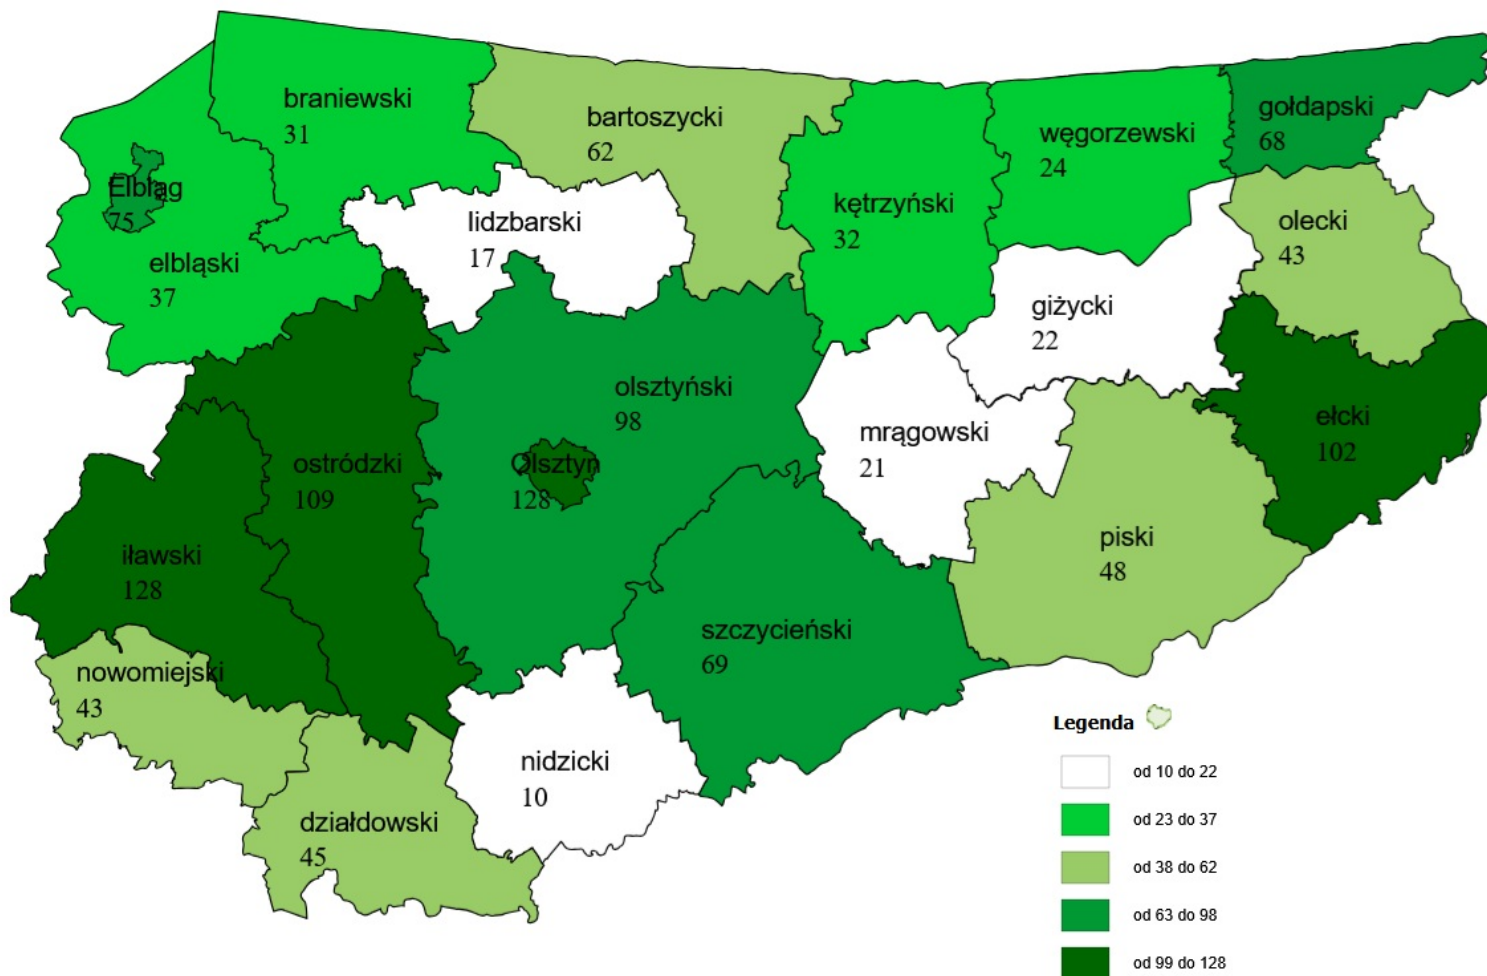 braniewski
31
bartoszycki
62
węgorzewski
24
gołdapski
68
Elbląg
75
kętrzyński
32
lidzbarski
17
olecki
43
elbląski
37
giżycki
22
olsztyński
98
mrągowski
21
ełcki
102
ostródzki
109
Olsztyn
128
iławski
128
piski
48
szczycieński
69
nowomiejski
43
nidzicki
10
działdowski
45
Legenda
od 10 do 22
od 23 do 37
od 38 do 62
od 63 do 98
od 99 do 128